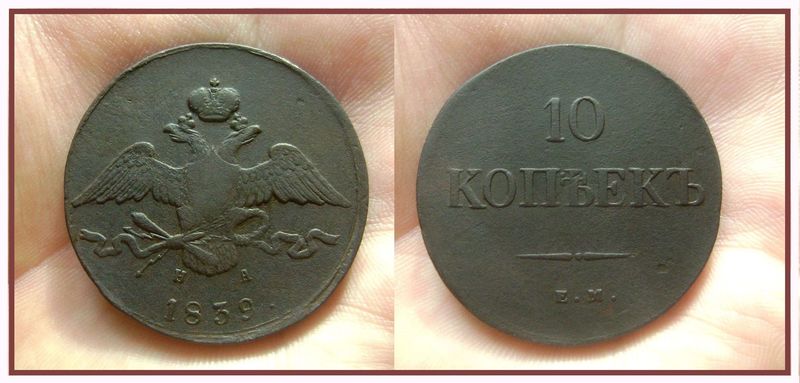 Н А
1839
10
КОПѢЕКЪ
Е.М.